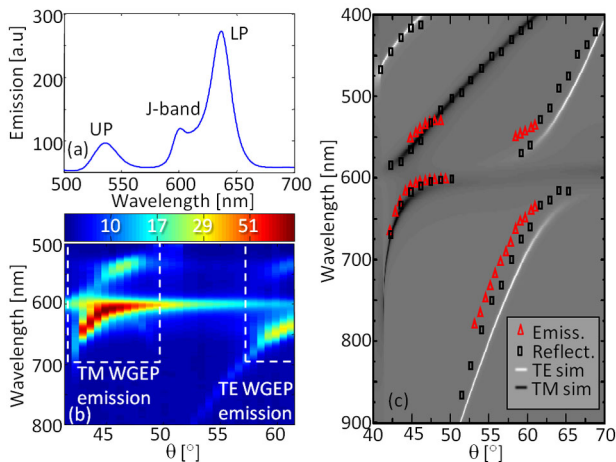 Emission [a.u]
300
200
100
LP
J-band
UP
(a)
500
550
600
650
700
Wavelength [nm]
10
17
29
51
Wavelength [nm]
500
600
700
800
TM WGEP
emission
TE WGEP
emission
(b)
45
50
55
60
θ [°]
Wavelength [nm]
400
500
600
700
800
900
Emiss.
Reflect.
TE sim
TM sim
(c)
40
45
50
55
60
65
70
θ [°]